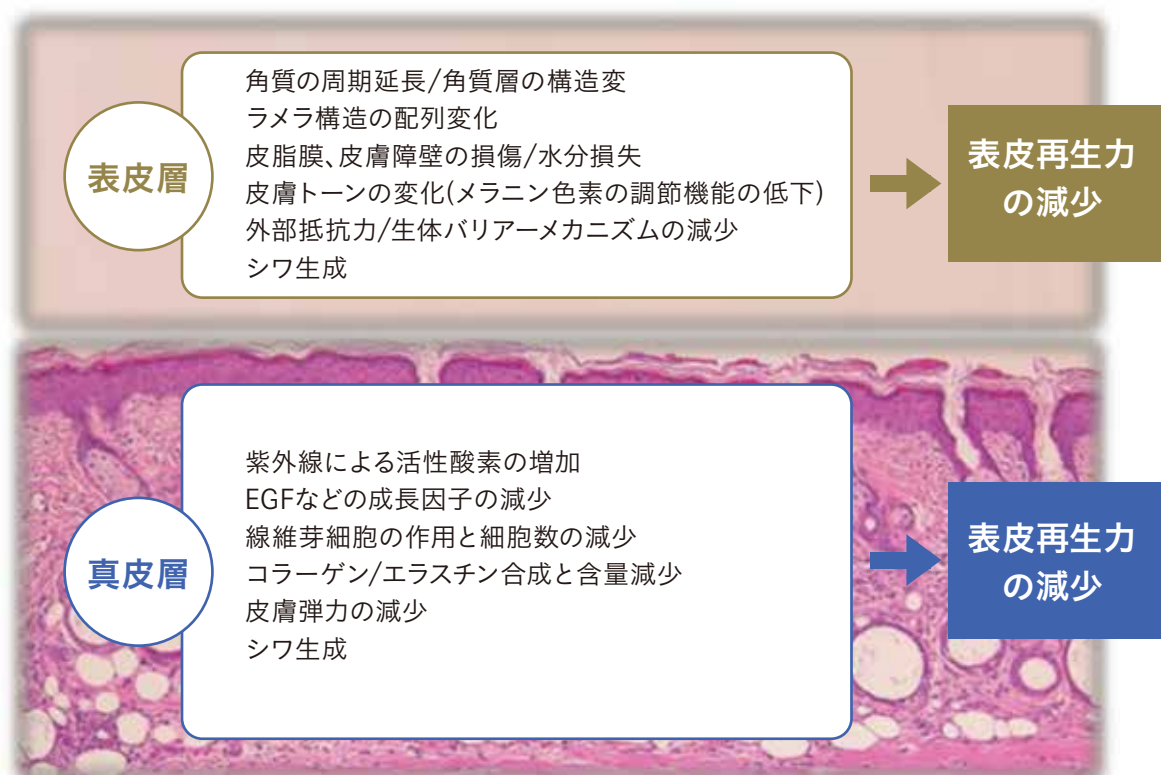 表皮層
角質の周期延長/角質層の構造変
ラメラ構造の配列変化
皮脂膜、皮膚障壁の損傷/水分損失
皮膚トーンの変化(メラニン色素の調節機能の低下)
外部抵抗力/生体バリアーメカニズムの減少
シワ生成
表皮再生力
の減少
真皮層
紫外線による活性酸素の増加
EGFなどの成長因子の減少
線維芽細胞の作用と細胞数の減少
コラーゲン/エラスチン合成と含量減少
皮膚弾力の減少
シワ生成
表皮再生力
の減少